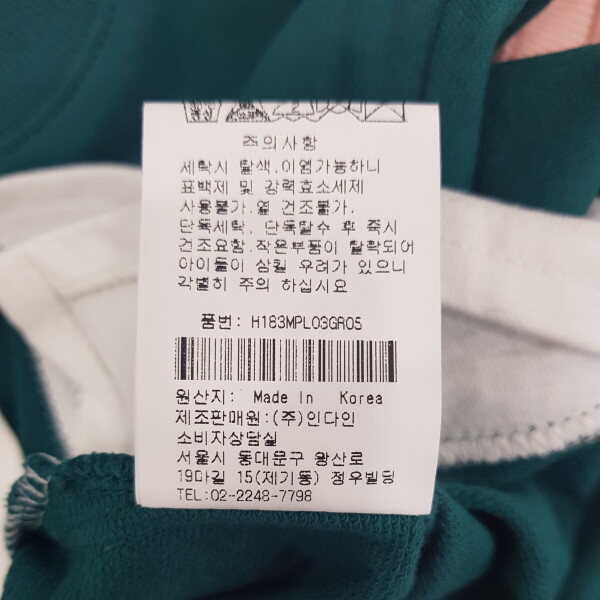 주의사항
세탁시 탈색.이염가능하니
표백제 및 강력효소세제
사용불가.열 건조불가.
단독세탁, 단독탈수 후 즉시
건조요함.작은부품이 탈락되어
아이들이 삼킬 우려가 있으니
각별히 주의 하십시요
품번: H183MPL03GR05
원산지: Made In Korea
제조판매원:(주)인다인
소비자상담실
서울시 동대문구 왕산로
19마길 15(제기동) 정우빌딩
TEL:02-2248-7798